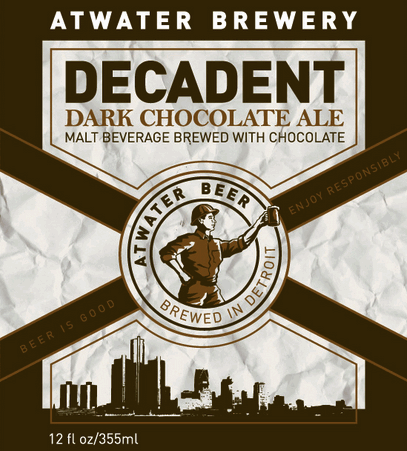 ATWATER BREWERY
DECADENT
DARK CHOCOLATE ALE
MALT BEVERAGE BREWED WITH CHOCOLATE
ENJOY RESPONSIBLY
ATWATER BEER
BREWED IN DETROIT
BEER IS GOOD
12 fl oz/355ml